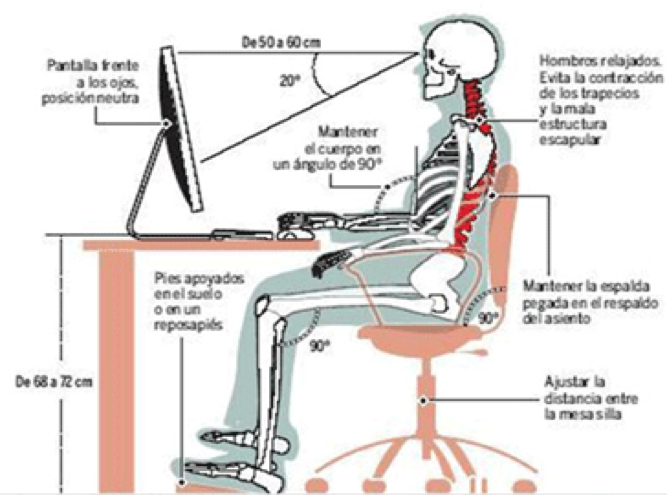 De 50 a 60 cm
Pantalla frente
a los ojos,
posición neutra
20°
Hombros relajados.
Evita la contracción
de los trapecios
y la mala
estructura
escapular
Mantener
el cuerpo en
un ángulo de 90°
Pies apoyados
en el suelo
o en un
reposapiés
90°
90°
Mantener la espalda
pegada en el respaldo
del asiento
De 68 a 72 cm
Ajustar la
distancia entre
la mesa silla